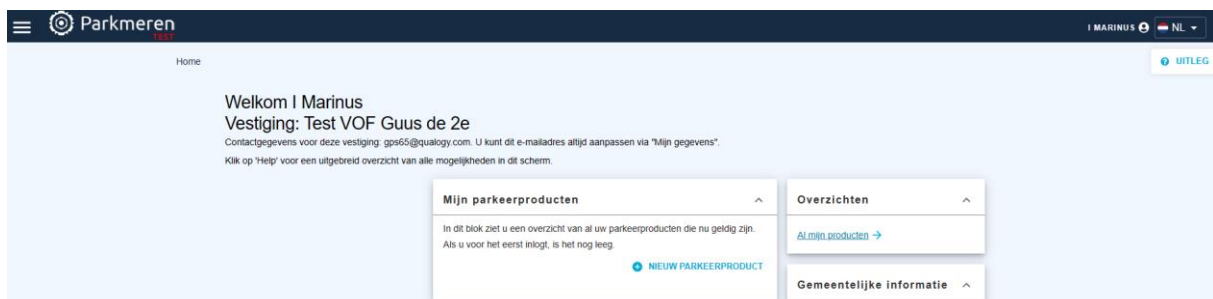 Parkmeren
TEST
I MARINUS NL
Home
UITLEG
Welkom I Marinus
Vestiging: Test VOF Guus de 2e
Contactgegevens voor deze vestiging: gps65@qualogy.com. U kunt dit e-mailadres altijd aanpassen via "Mijn gegevens".
Klik op 'Help' voor een uitgebreid overzicht van alle mogelijkheden in dit scherm.
Mijn parkeerproducten
In dit blok ziet u een overzicht van al uw parkeerproducten die nu geldig zijn.
Als u voor het eerst inlogt, is het nog leeg.
NIEUW PARKEERPRODUCT
Overzichten
Al mijn producten
Gemeentelijke informatie